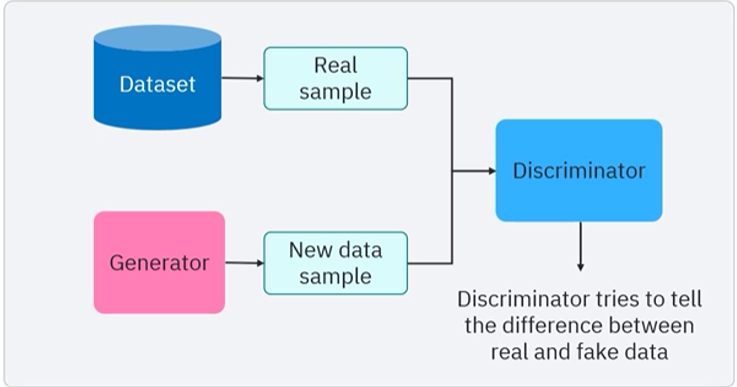 Dataset
Real
sample
Discriminator
Generator
New data
sample
Discriminator tries to tell
the difference between
real and fake data